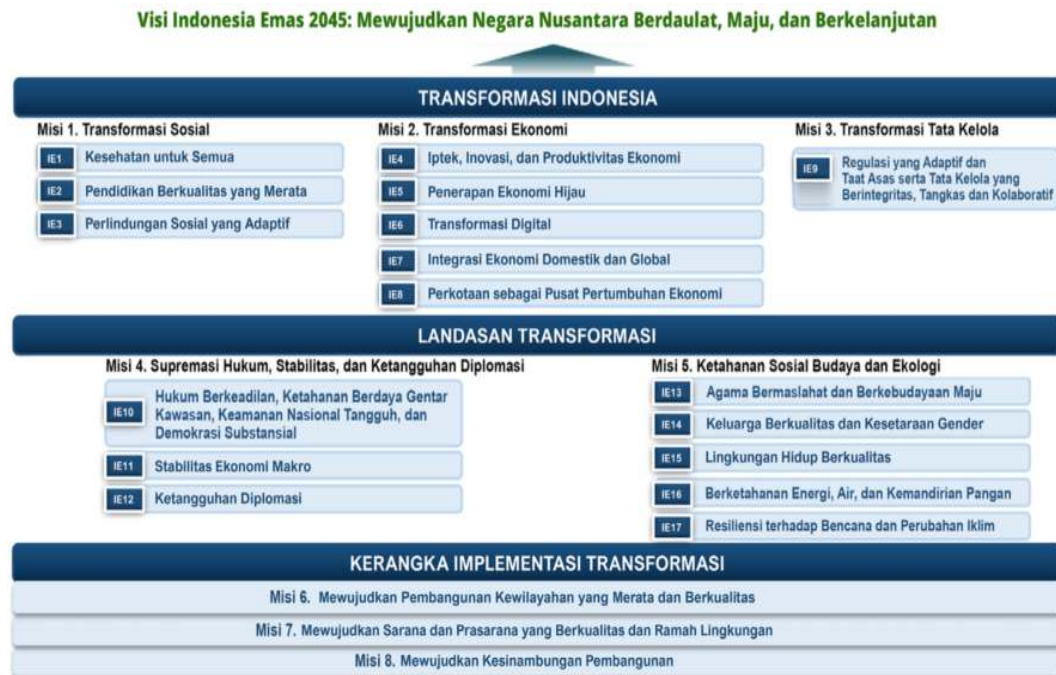 Visi Indonesia Emas 2045: Mewujudkan Negara Nusantara Berdaulat, Maju, dan Berkelanjutan
TRANSFORMASI INDONESIA
Misi 1. Transformasi Sosial
IE1 Kesehatan untuk Semua
IE2 Pendidikan Berkualitas yang Merata
IE3 Perlindungan Sosial yang Adaptif
Misi 2. Transformasi Ekonomi
IE4 Iptek, Inovasi, dan Produktivitas Ekonomi
IE5 Penerapan Ekonomi Hijau
IE6 Transformasi Digital
IE7 Integrasi Ekonomi Domestik dan Global
IE8 Perkotaan sebagai Pusat Pertumbuhan Ekonomi
Misi 3. Transformasi Tata Kelola
IE9 Regulasi yang Adaptif dan
Taat Asas serta Tata Kelola yang
Berintegritas, Tangkas dan Kolaboratif
LANDASAN TRANSFORMASI
Misi 4. Supremasi Hukum, Stabilitas, dan Ketangguhan Diplomasi
IE10 Hukum Berkeadilan, Ketahanan Berdaya Gentar
Kawasan, Keamanan Nasional Tangguh, dan
Demokrasi Substansial
IE11 Stabilitas Ekonomi Makro
IE12 Ketangguhan Diplomasi
Misi 5. Ketahanan Sosial Budaya dan Ekologi
IE13 Agama Bermaslahat dan Berkebudayaan Maju
IE14 Keluarga Berkualitas dan Kesetaraan Gender
IE15 Lingkungan Hidup Berkualitas
IE16 Berketahanan Energi, Air, dan Kemandirian Pangan
IE17 Resiliensi terhadap Bencana dan Perubahan Iklim
KERANGKA IMPLEMENTASI TRANSFORMASI
Misi 6. Mewujudkan Pembangunan Kewilayahan yang Merata dan Berkualitas
Misi 7. Mewujudkan Sarana dan Prasarana yang Berkualitas dan Ramah Lingkungan
Misi 8. Mewujudkan Kesinambungan Pembangunan